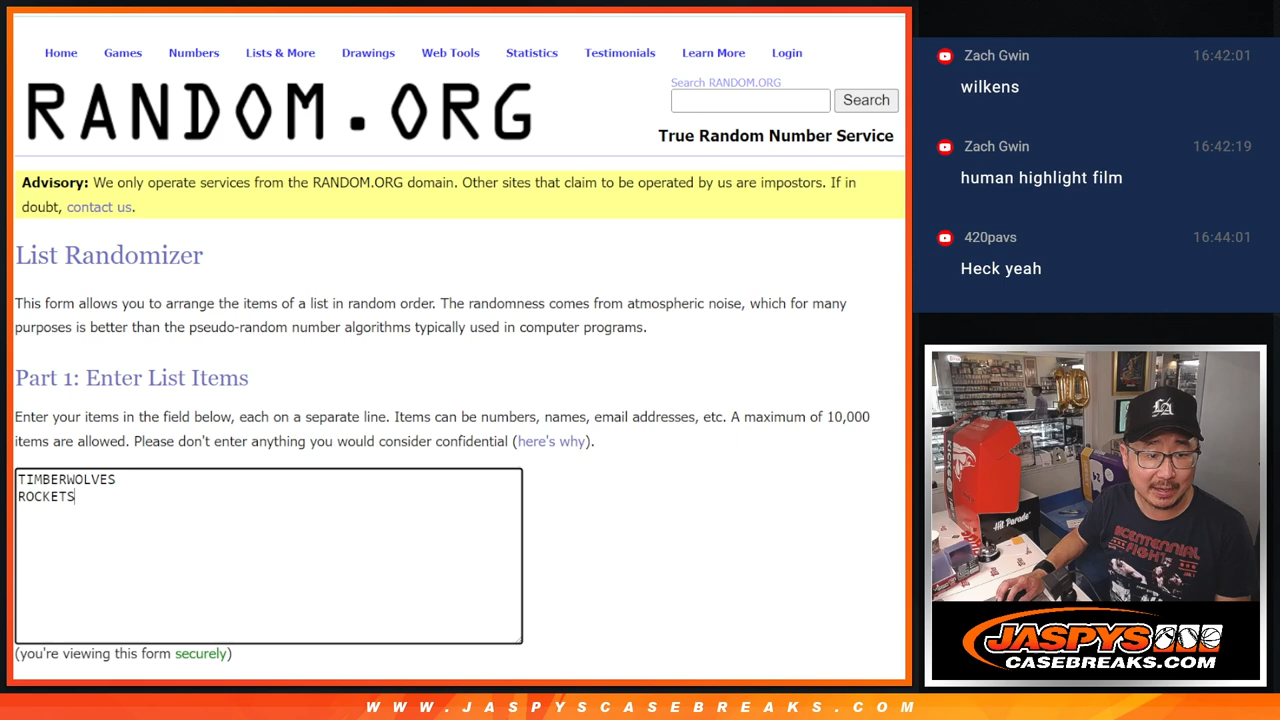 Home Games Numbers Lists & More Drawings Web Tools Statistics Testimonials Learn More Login
RANDOM.ORG
Search RANDOM.ORG
Search
True Random Number Service
Advisory: We only operate services from the RANDOM.ORG domain. Other sites that claim to be operated by us are impostors. If in
doubt, contact us.
List Randomizer
This form allows you to arrange the items of a list in random order. The randomness comes from atmospheric noise, which for many
purposes is better than the pseudo-random number algorithms typically used in computer programs.
Part 1: Enter List Items
Enter your items in the field below, each on a separate line. Items can be numbers, names, email addresses, etc. A maximum of 10,000
items are allowed. Please don't enter anything you would consider confidential (here's why).
TIMBERWOLVES
ROCKETS
(you're viewing this form securely)
Zach Gwin 16:42:01
wilkens
Zach Gwin 16:42:19
human highlight film
420pavs 16:44:01
Heck yeah
10
LA
Hit Parade
BICENTENNIAL
FIGHT
JASPYS
CASEBREAKS.COM
WWW.JASPYSCASEBREAKS.COM